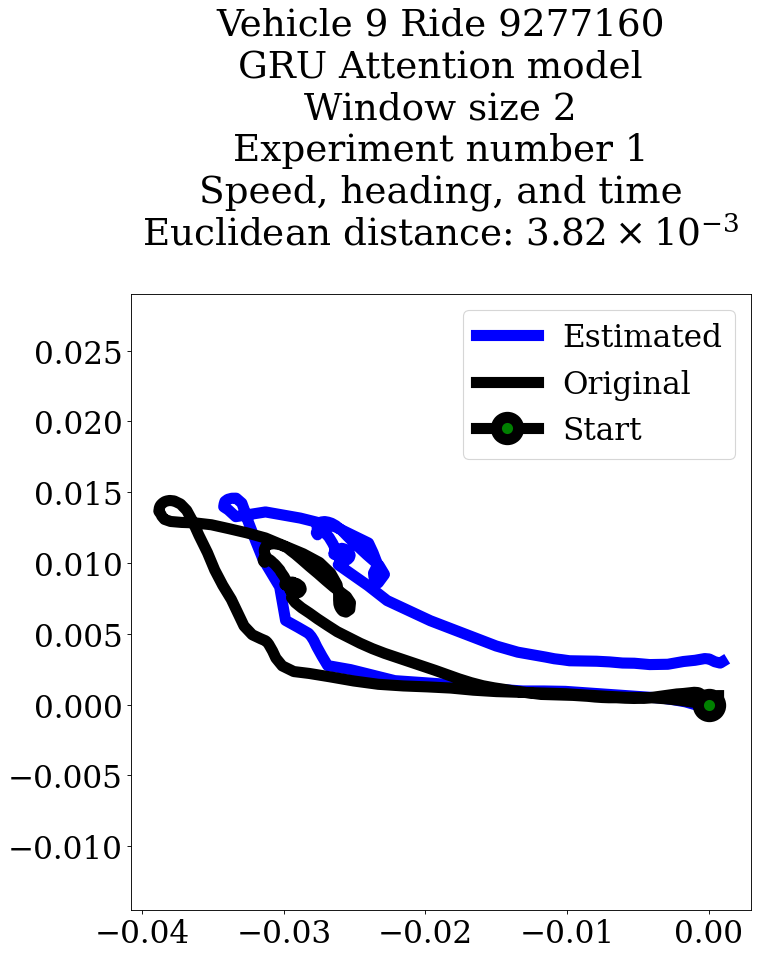 Vehicle 9 Ride 9277160
GRU Attention model
Window size 2
Experiment number 1
Speed, heading, and time
Euclidean distance: 3.82 × 10⁻³
Estimated
Original
Start
0.025
0.020
0.015
0.010
0.005
0.000
−0.005
−0.010
−0.04 −0.03 −0.02 −0.01 0.00